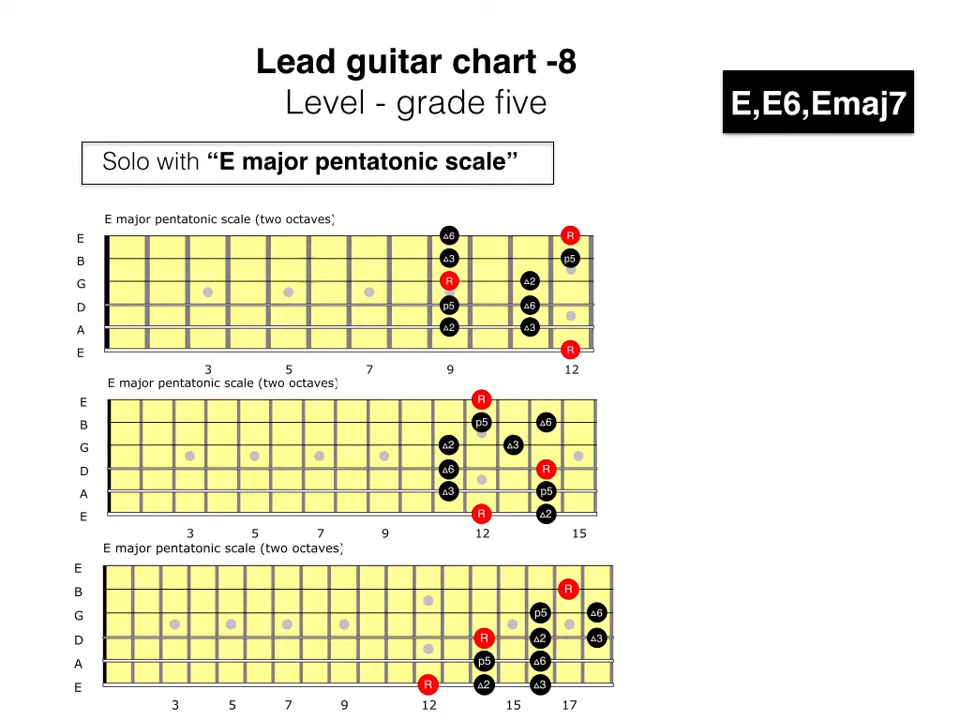 Lead guitar chart -8
Level - grade five
E,E6,Emaj7
Solo with “E major pentatonic scale”
E major pentatonic scale (two octaves)
E Δ6 R
B Δ3 p5
G R Δ2
D p5 Δ6
A Δ2 Δ3
E R
3 5 7 9 12
E major pentatonic scale (two octaves)
E R
B p5 Δ6
G Δ2 Δ3
D Δ6 R
A Δ3 p5
E R Δ2
3 5 7 9 12 15
E major pentatonic scale (two octaves)
E
B R
G p5 Δ6
D R Δ2 Δ3
A p5 Δ6
E R Δ2 Δ3
3 5 7 9 12 15 17